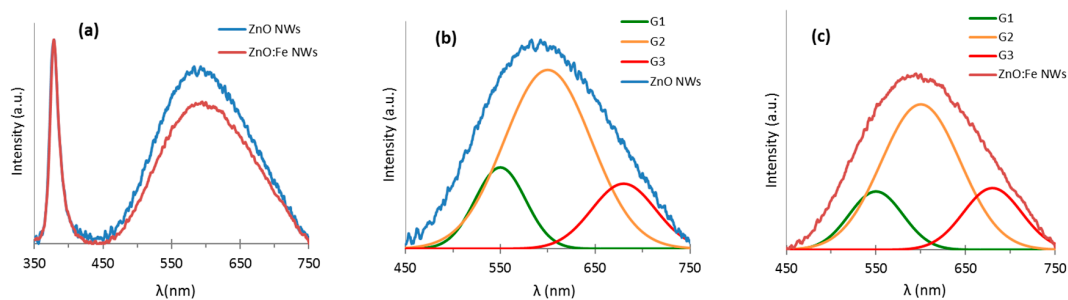 (a)
ZnO NWs
ZnO:Fe NWs
Intensity (a.u.)
350 450 550 650 750
λ(nm)
(b)
G1
G2
G3
ZnO NWs
Intensity (a.u.)
450 550 650 750
λ (nm)
(c)
G1
G2
G3
ZnO:Fe NWs
Intensity (a.u.)
450 550 650 750
λ (nm)